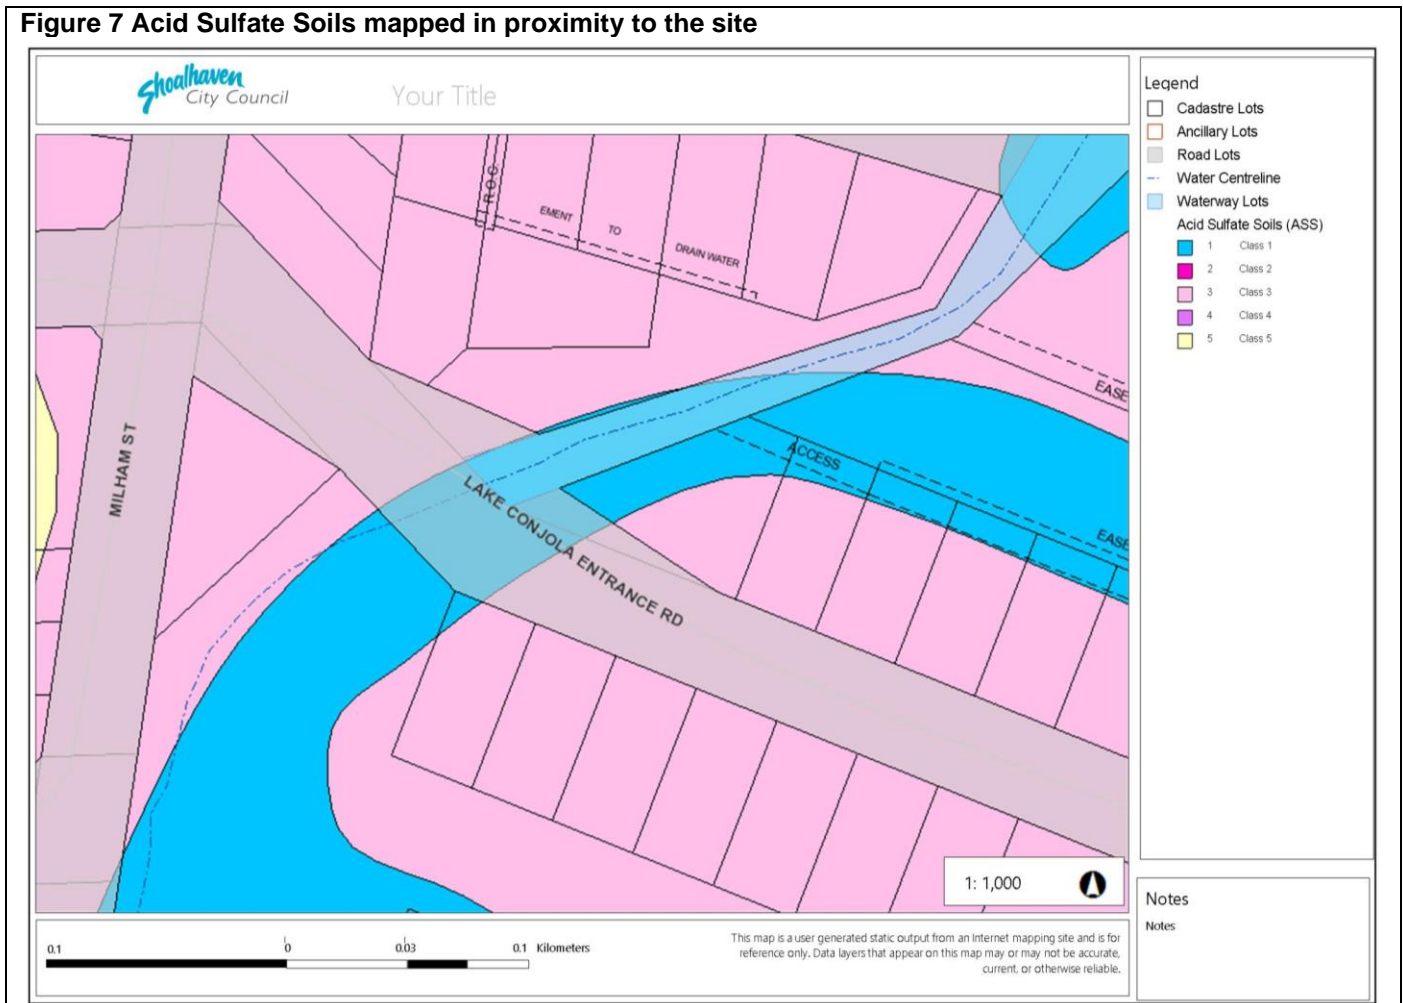 Figure 7 Acid Sulfate Soils mapped in proximity to the site
Shoalhaven
City Council
Your Title
Legend
Cadastre Lots
Ancillary Lots
Road Lots
Water Centreline
Waterway Lots
Acid Sulfate Soils (ASS)
1 Class 1
2 Class 2
3 Class 3
4 Class 4
5 Class 5
R.O.C
EMENT TO DRAIN WATER
EASE
ACCESS
EASE
MILHAM ST
LAKE CONJOLA ENTRANCE RD
1: 1,000
Notes
Notes
0.1 0 0.03 0.1 Kilometers
This map is a user generated static output from an Internet mapping site and is for
reference only. Data layers that appear on this map may or may not be accurate,
current, or otherwise reliable.